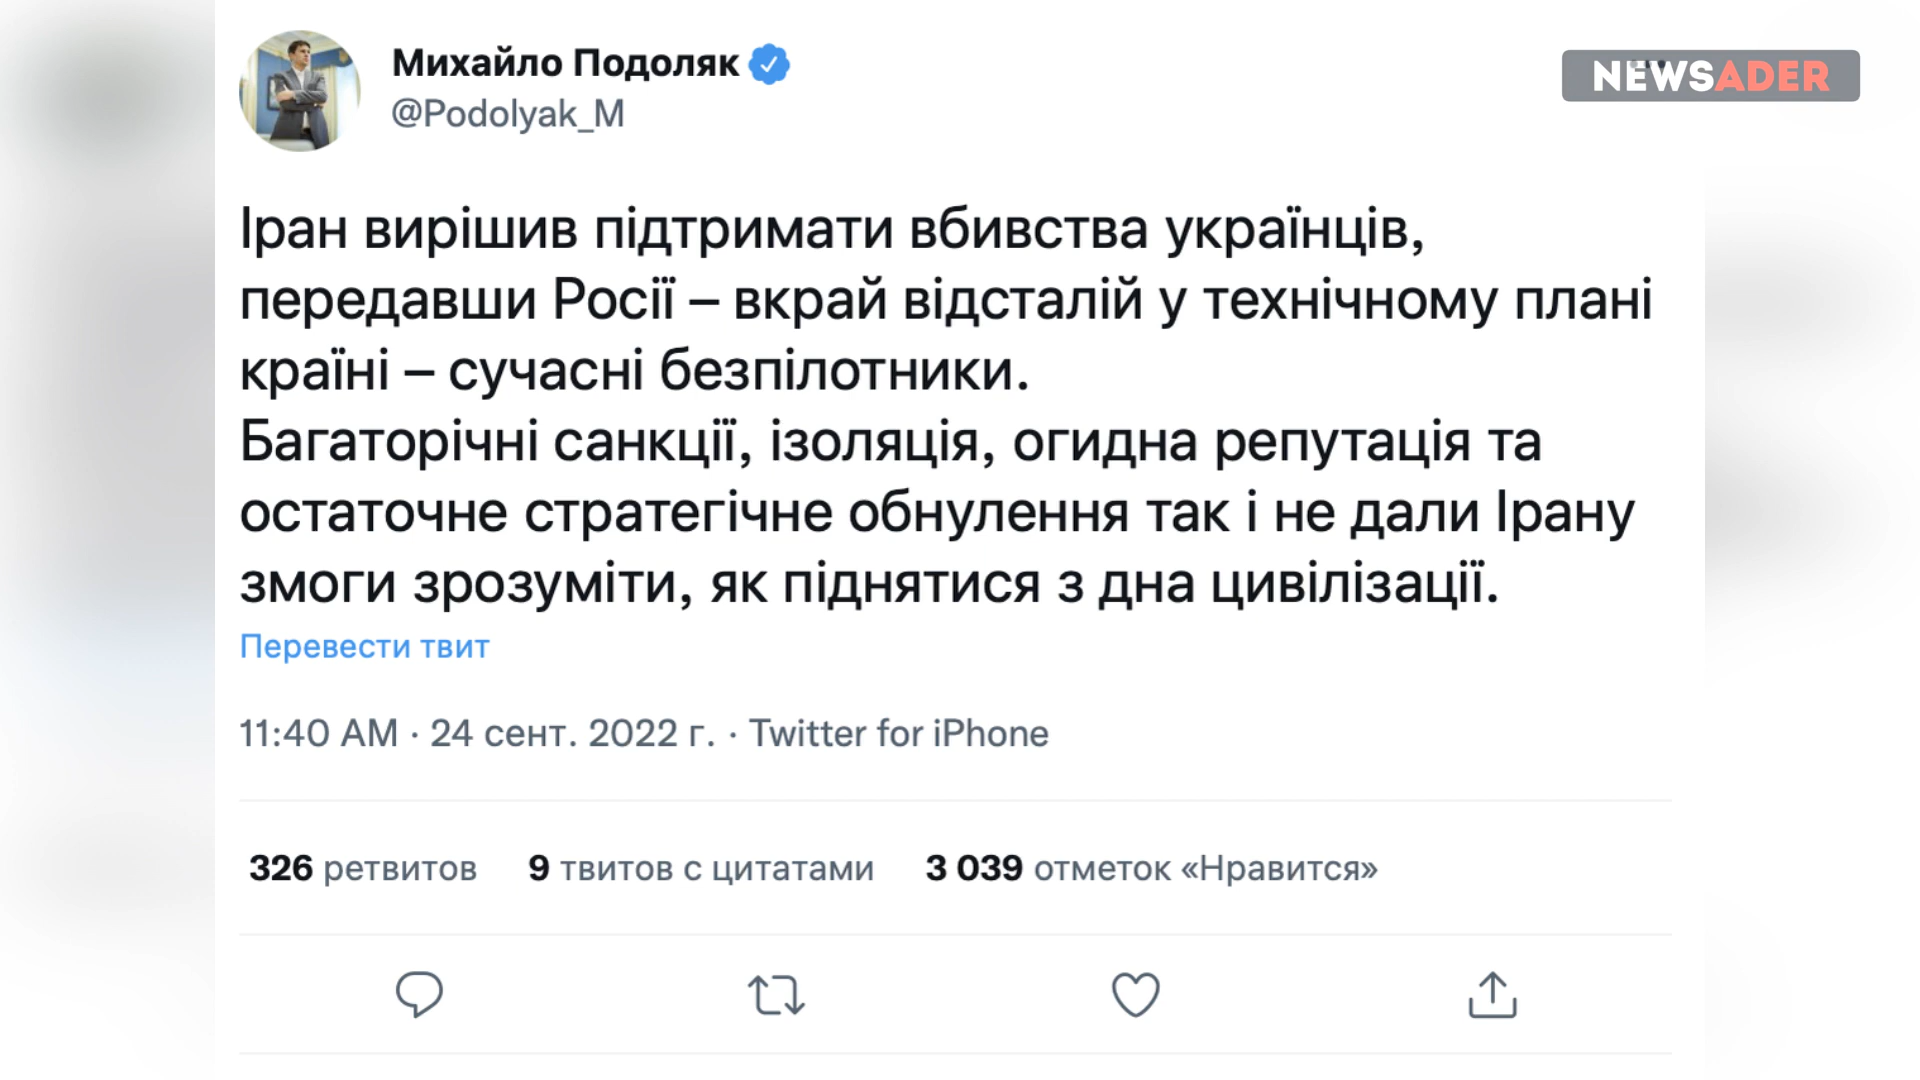 Михайло Подоляк
NEWSADER
@Podolyak_M
Іран вирішив підтримати вбивства українців,
передавши Росії – вкрай відсталій у технічному плані
країні – сучасні безпілотники.
Багаторічні санкції, ізоляція, огидна репутація та
остаточне стратегічне обнулення так і не дали Ірану
змоги зрозуміти, як піднятися з дна цивілізації.
Перевести твит
11:40 AM · 24 сент. 2022 г. · Twitter for iPhone
326 ретвитов 9 твитов с цитатами 3 039 отметок «Нравится»